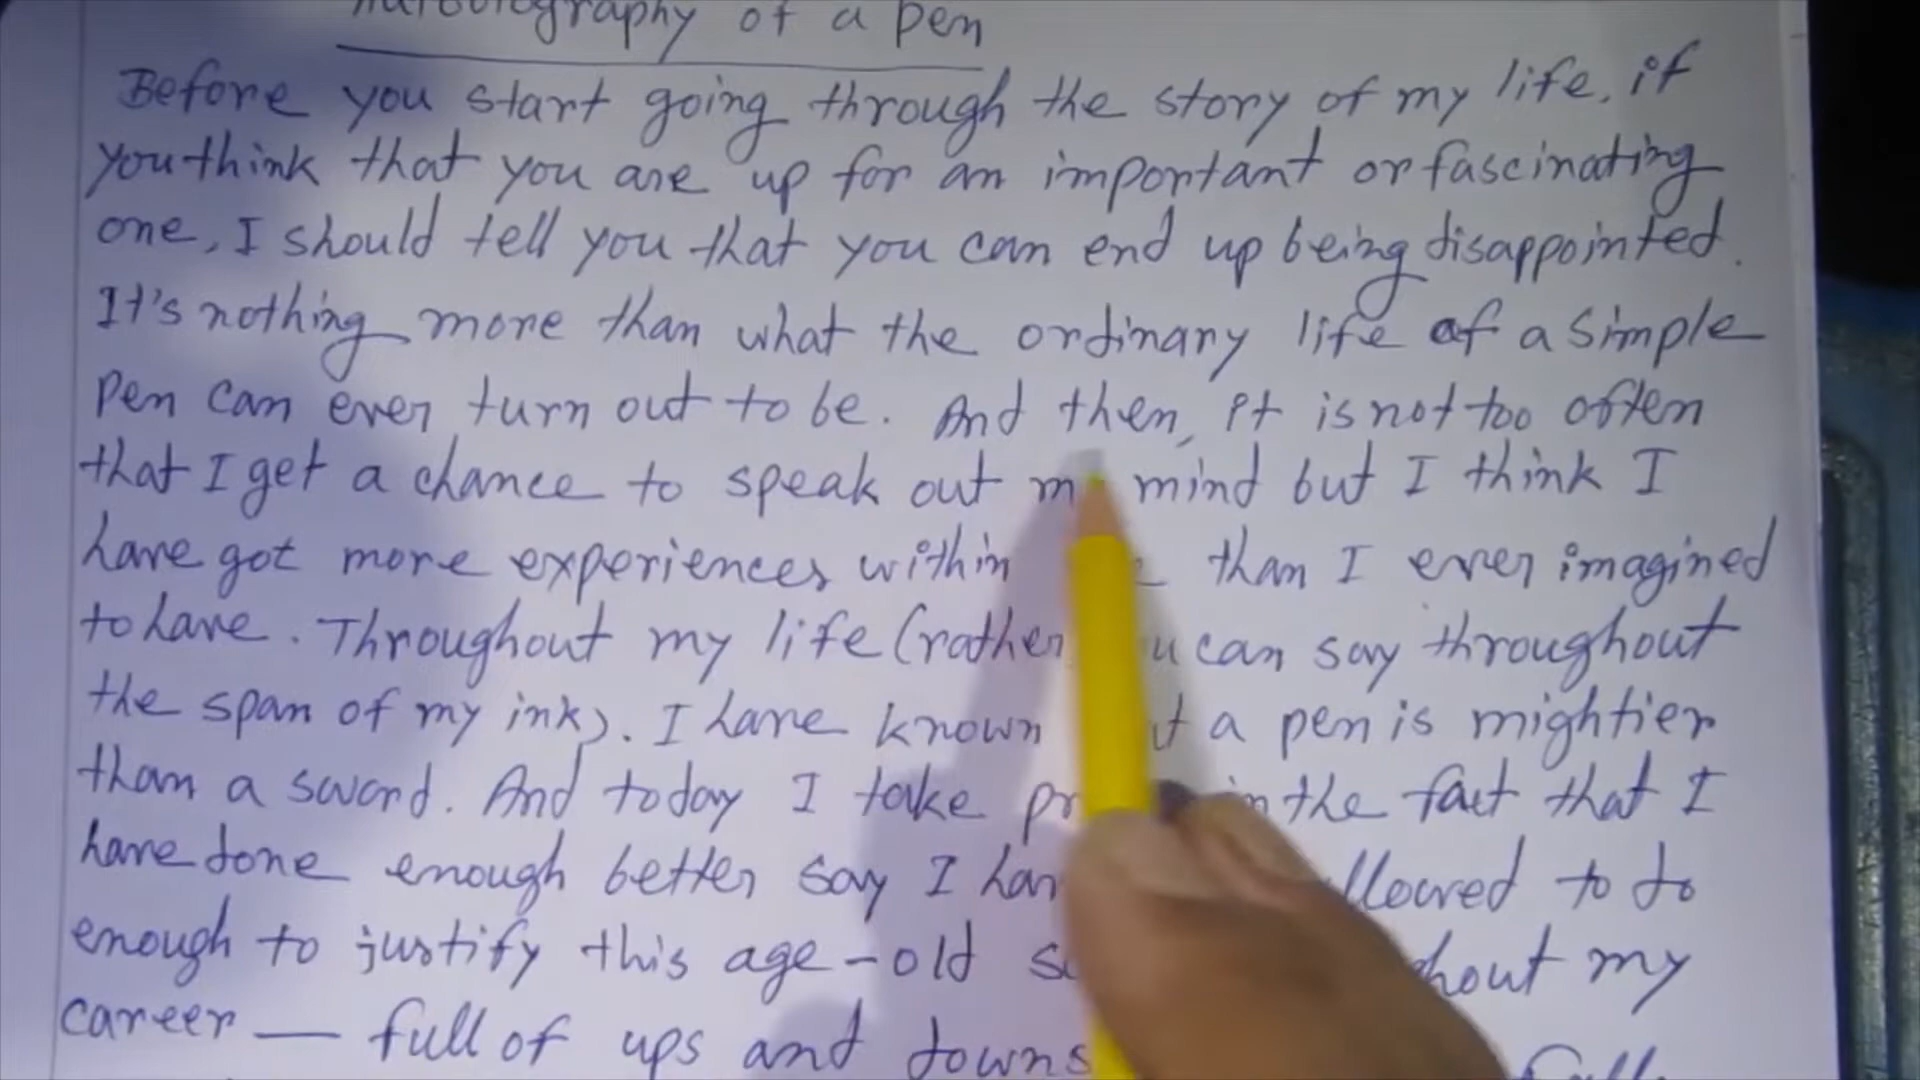 Autobiography of a pen
Before you start going through the story of my life, if
you think that you are up for an important or fascinating
one, I should tell you that you can end up being disappointed.
It's nothing more than what the ordinary life of a simple
pen can ever turn out to be. And then, it is not too often
that I get a chance to speak out mind but I think I
have got more experiences within than I ever imagined
to have. Throughout my life (rather can say throughout
the span of my ink). I have known a pen is mightier
than a sword. And today I take in the fact that I
have done enough better say I to do
enough to justify this age-old my
career — full of ups and downs